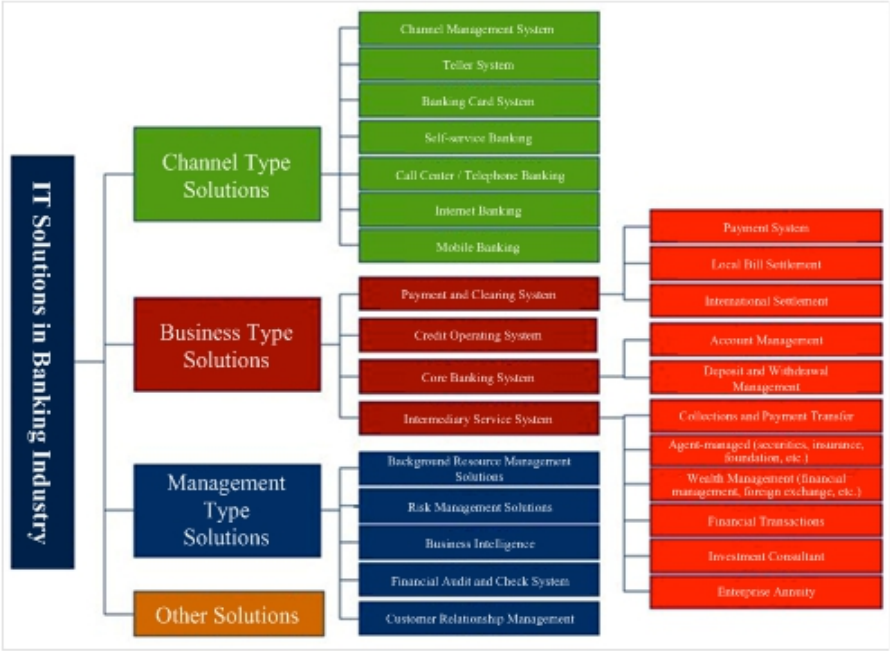 IT Solutions in Banking Industry
Channel Type
Solutions
Channel Management System
Teller System
Banking Card System
Self-service Banking
Call Center / Telephone Banking
Internet Banking
Mobile Banking
Business Type
Solutions
Payment and Clearing System
Payment System
Local Bill Settlement
International Settlement
Credit Operating System
Core Banking System
Account Management
Deposit and Withdrawal
Management
Intermediary Service System
Collections and Payment Transfer
Agent-managed (securities, insurance,
foundation, etc.)
Wealth Management (financial
management, foreign exchange, etc.)
Financial Transactions
Investment Consultant
Enterprise Annuity
Management
Type
Solutions
Background Resource Management
Solutions
Risk Management Solutions
Business Intelligence
Financial Audit and Check System
Customer Relationship Management
Other Solutions